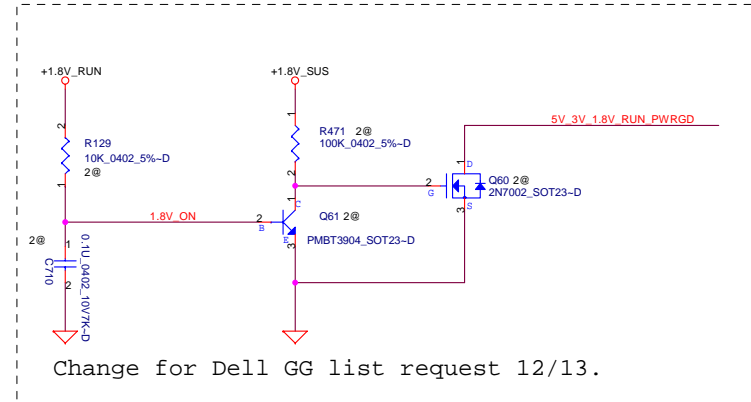 +1.8V_RUN
+1.8V_SUS
5V_3V_1.8V_RUN_PWRGD
2
1
R129
10K_0402_5%~D
2@
1
R471 2@
100K_0402_5%~D
2
1
D
2
G
Q60 2@
2N7002_SOT23~D
S
3
1
C
1.8V_ON
2
B
Q61 2@
E
3
PMBT3904_SOT23~D
2@
1
C710
2
0.1U_0402_10V7K~D
Change for Dell GG list request 12/13.